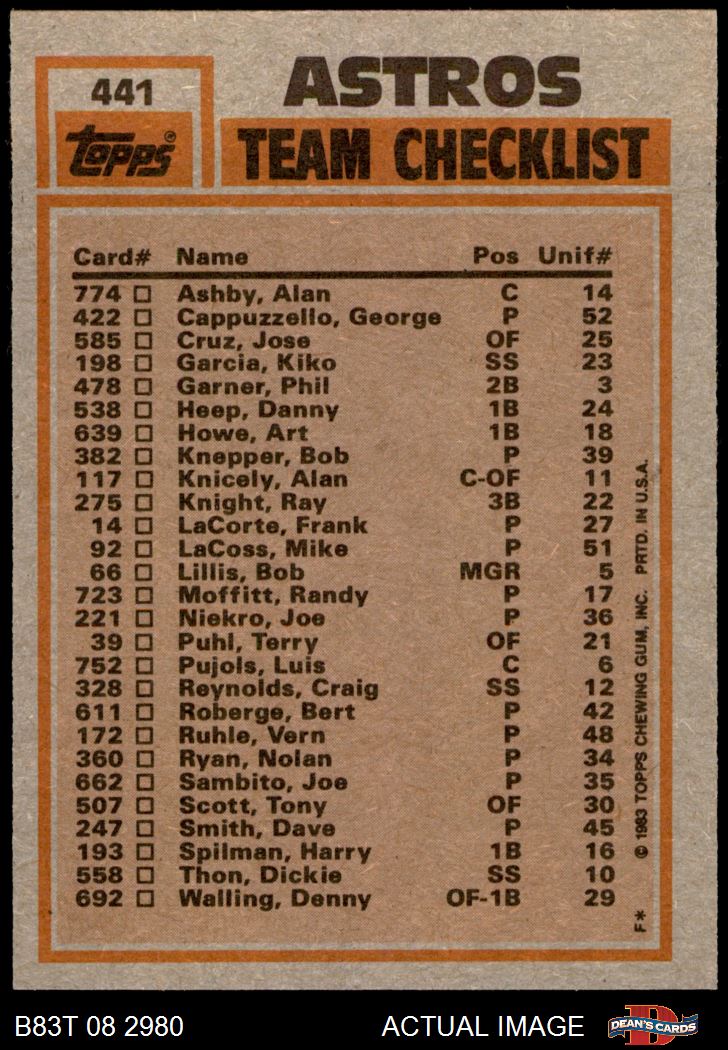 441
ASTROS
Topps®
TEAM CHECKLIST
Card# Name Pos Unif#
774 □ Ashby, Alan C 14
422 □ Cappuzzello, George P 52
585 □ Cruz, Jose OF 25
198 □ Garcia, Kiko SS 23
478 □ Garner, Phil 2B 3
538 □ Heep, Danny 1B 24
639 □ Howe, Art 1B 18
382 □ Knepper, Bob P 39
117 □ Knicely, Alan C-OF 11
275 □ Knight, Ray 3B 22
14 □ LaCorte, Frank P 27
92 □ LaCoss, Mike P 51
66 □ Lillis, Bob MGR 5
723 □ Moffitt, Randy P 17
221 □ Niekro, Joe P 36
39 □ Puhl, Terry OF 21
752 □ Pujols, Luis C 6
328 □ Reynolds, Craig SS 12
611 □ Roberge, Bert P 42
172 □ Ruhle, Vern P 48
360 □ Ryan, Nolan P 34
662 □ Sambito, Joe P 35
507 □ Scott, Tony OF 30
247 □ Smith, Dave P 45
193 □ Spilman, Harry 1B 16
558 □ Thon, Dickie SS 10
692 □ Walling, Denny OF-1B 29
F* © 1983 TOPPS CHEWING GUM, INC. PRTD. IN U.S.A.
B83T 08 2980 ACTUAL IMAGE
D
DEAN'S CARDS